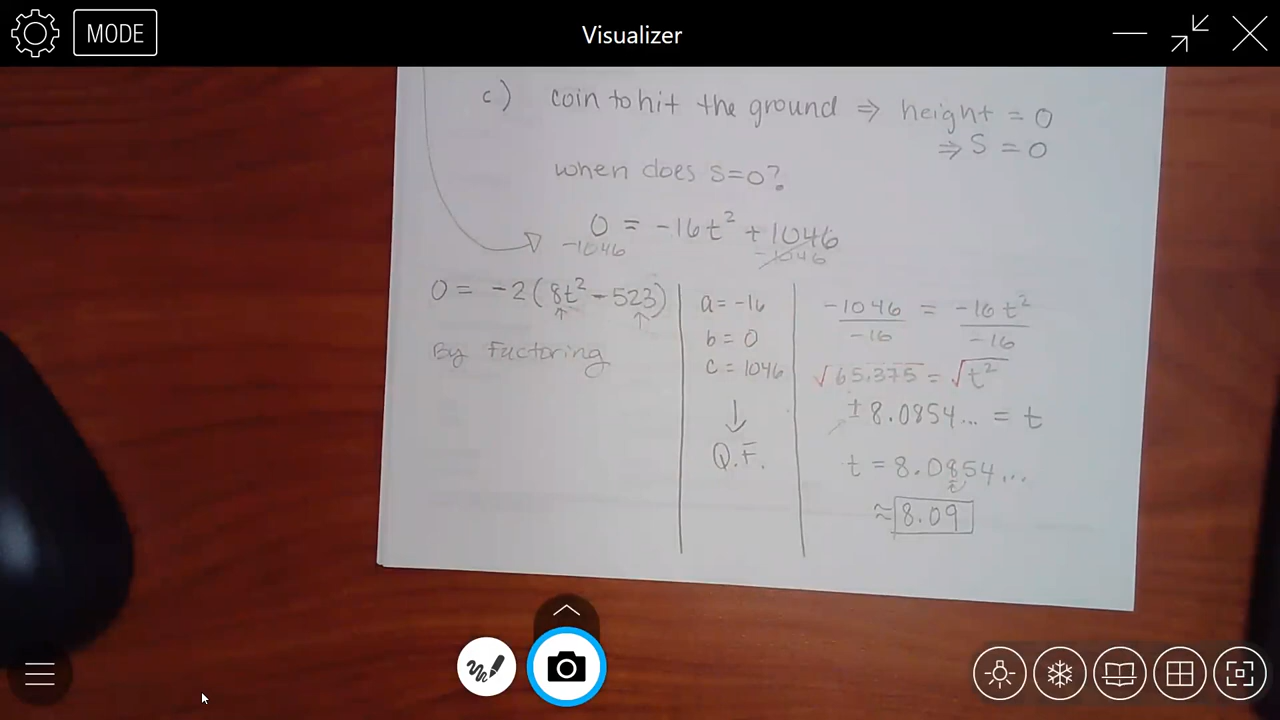 MODE
Visualizer
c) coin to hit the ground ⇒ height = 0
⇒ S = 0
when does S=0?
0 = -16t² + 1046
-1046 -1046
0 = -2(8t² - 523)
By Factoring
a = -16
b = 0
c = 1046
Q.F.
-1046 = -16t²
-16 -16
√65.375 = √t²
± 8.0854... = t
t = 8.0854...
≈ 8.09